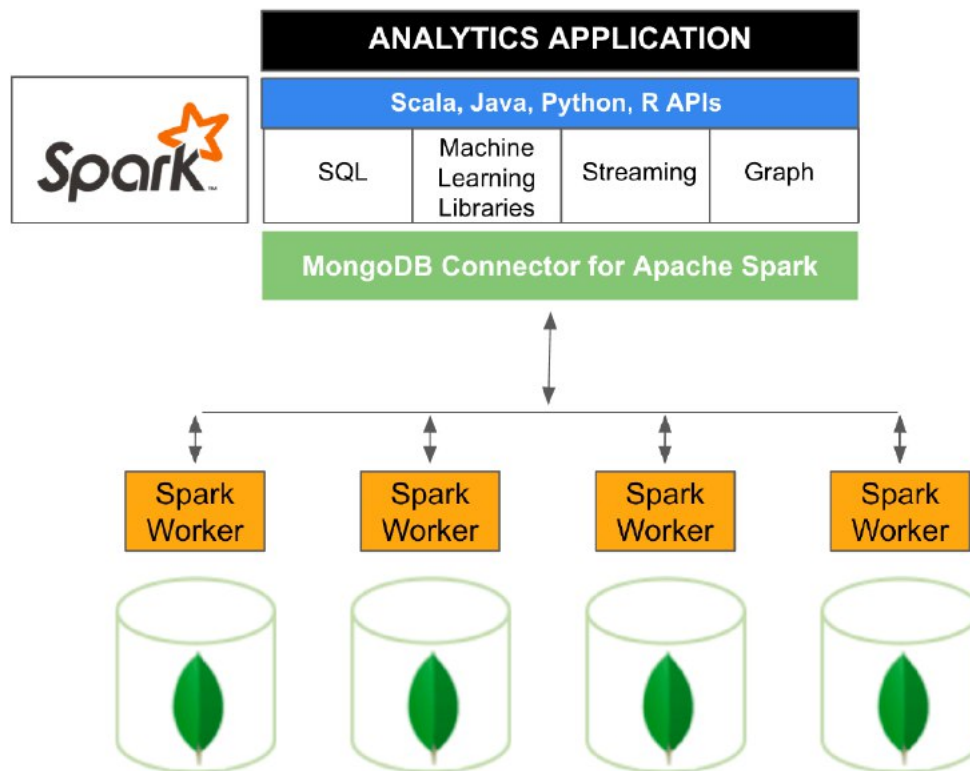 ANALYTICS APPLICATION
Spark™
Scala, Java, Python, R APIs
SQL
Machine
Learning
Libraries
Streaming
Graph
MongoDB Connector for Apache Spark
Spark
Worker
Spark
Worker
Spark
Worker
Spark
Worker